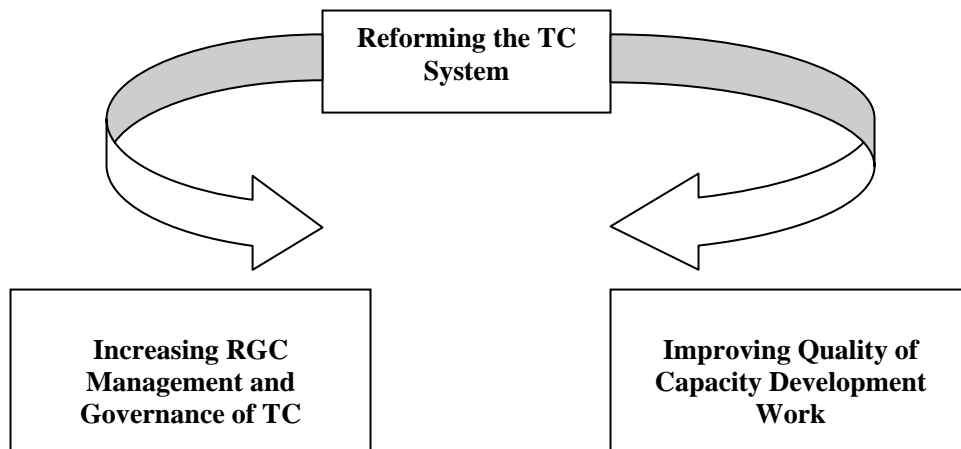 Reforming the TC
System
Increasing RGC
Management and
Governance of TC
Improving Quality of
Capacity Development
Work